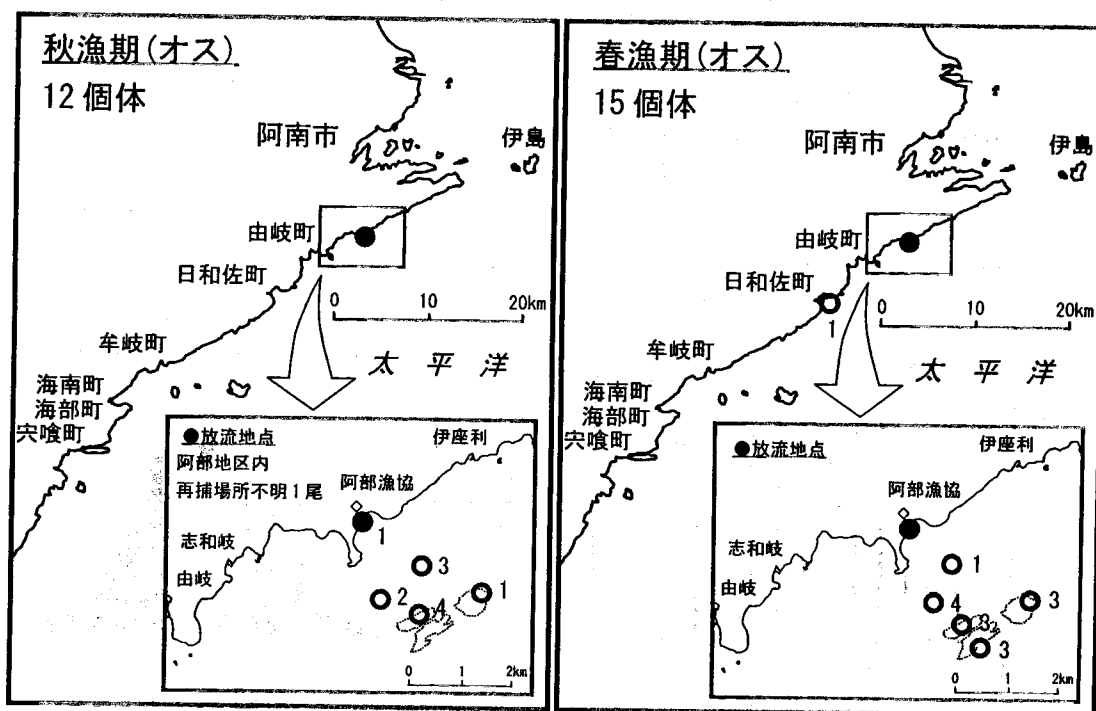 秋漁期(オス)
12個体
阿南市
伊島
由岐町
日和佐町
0 10 20km
牟岐町
太平洋
海南町
海部町
宍喰町
●放流地点
伊座利
阿部地区内
阿部漁協
再捕場所不明1尾
1
志和岐
3
由岐
1
2
4
0 1 2km
春漁期(オス)
15個体
阿南市
伊島
由岐町
日和佐町
1
0 10 20km
牟岐町
太平洋
海南町
海部町
宍喰町
●放流地点
伊座利
阿部漁協
志和岐
1
由岐
4
3
3
3
0 1 2km